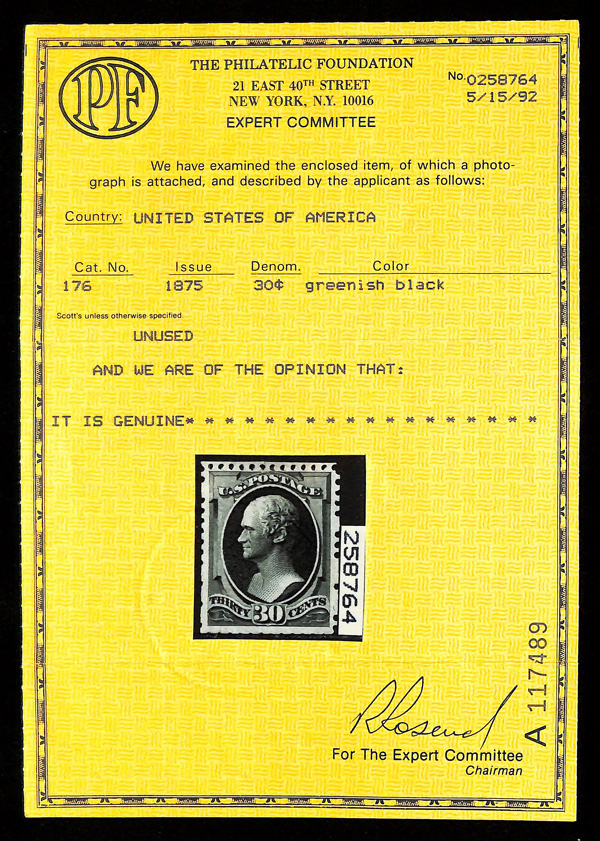 PF
THE PHILATELIC FOUNDATION
21 EAST 40TH STREET
NEW YORK, N.Y. 10016
EXPERT COMMITTEE
No. 0258764
5/15/92
We have examined the enclosed item, of which a photo-
graph is attached, and described by the applicant as follows:
Country: UNITED STATES OF AMERICA
Cat. No. Issue Denom. Color
176 1875 30¢ greenish black
Scott's unless otherwise specified
UNUSED
AND WE ARE OF THE OPINION THAT:
IT IS GENUINE* * * * * * * * * * * * * * * * * * *
U.S. POSTAGE
THIRTY 30 CENTS
258764
A 117489
For The Expert Committee
Chairman